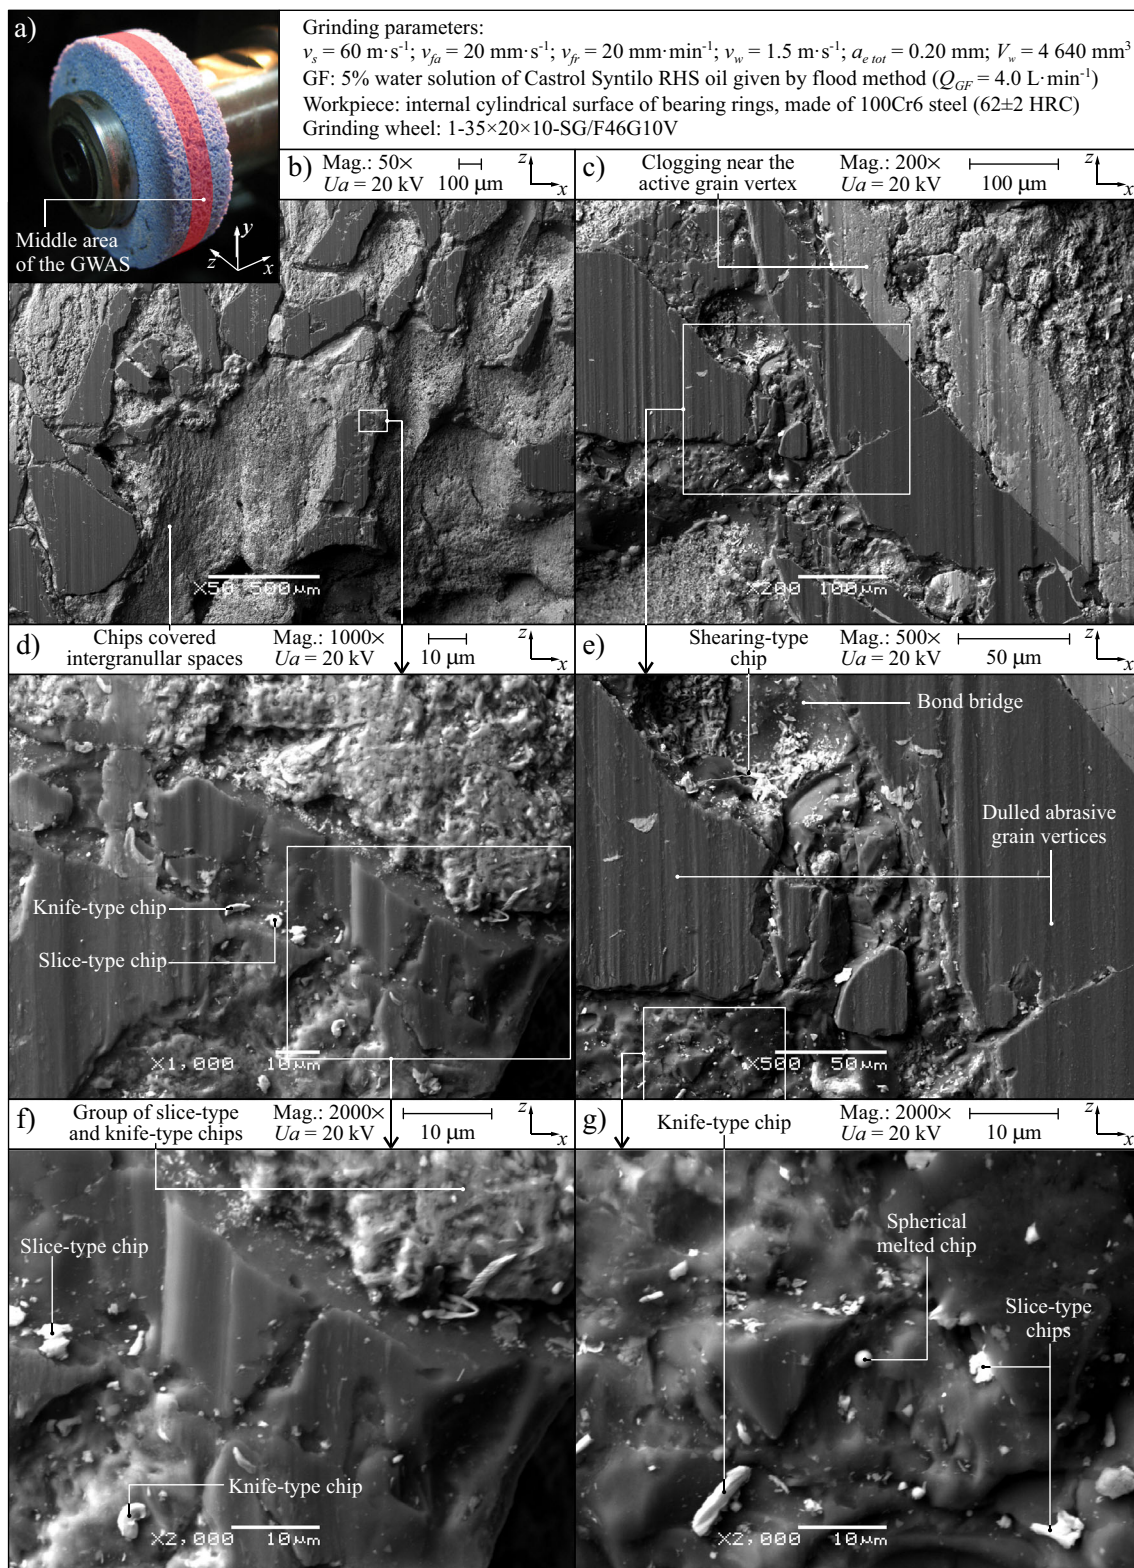 a)
Grinding parameters:
vs = 60 m·s-1; vfa = 20 mm·s-1; vfr = 20 mm·min-1; vw = 1.5 m·s-1; ae tot = 0.20 mm; Vw = 4 640 mm3
GF: 5% water solution of Castrol Syntilo RHS oil given by flood method (QGF = 4.0 L·min-1)
Workpiece: internal cylindrical surface of bearing rings, made of 100Cr6 steel (62±2 HRC)
Grinding wheel: 1-35×20×10-SG/F46G10V
Middle area
of the GWAS
y
z
x
b)
Mag.: 50×
Ua = 20 kV
100 µm
z
x
X50 500µm
c)
Clogging near the
active grain vertex
Mag.: 200×
Ua = 20 kV
100 µm
z
x
X200 100µm
d)
Chips covered
intergranullar spaces
Mag.: 1000×
Ua = 20 kV
10 µm
z
x
Knife-type chip
Slice-type chip
X1,000 10µm
e)
Shearing-type
chip
Mag.: 500×
Ua = 20 kV
50 µm
z
x
Bond bridge
Dulled abrasive
grain vertices
X500 50µm
f)
Group of slice-type
and knife-type chips
Mag.: 2000×
Ua = 20 kV
10 µm
z
x
Slice-type chip
Knife-type chip
X2,000 10µm
g)
Knife-type chip
Mag.: 2000×
Ua = 20 kV
10 µm
z
x
Spherical
melted chip
Slice-type
chips
X2,000 10µm